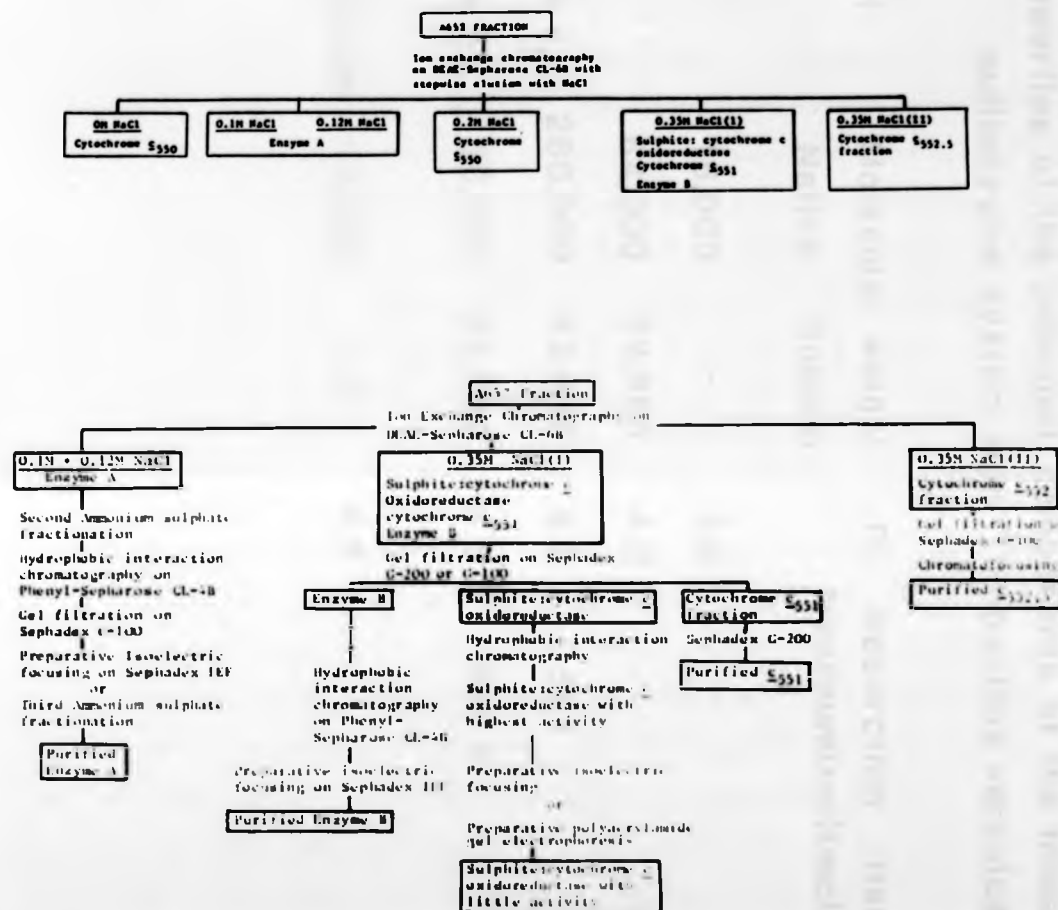 A65% FRACTION
Ion exchange chromatography
on DEAE-Sepharose CL-6B with
stepwise elution with NaCl
0M NaCl
Cytochrome c550
0.1M NaCl 0.12M NaCl
Enzyme A
0.2M NaCl
Cytochrome
c550
0.35M NaCl(I)
Sulphite: cytochrome c
oxidoreductase
Cytochrome c551
Enzyme B
0.35M NaCl(II)
Cytochrome c552.5
fraction
A65% Fraction
Ion Exchange Chromatography on
DEAE-Sepharose CL-6B
0.1M + 0.12M NaCl
Enzyme A
Second Ammonium sulphate
fractionation
Hydrophobic interaction
chromatography on
Phenyl-Sepharose CL-4B
Gel filtration on
Sephadex G-100
Preparative Isoelectric
focusing on Sephadex IEF
or
Third Ammonium sulphate
fractionation
Purified
Enzyme A
0.35M NaCl(I)
Sulphite:cytochrome c
Oxidoreductase
cytochrome c551
Enzyme B
Gel filtration on Sephadex
G-200 or G-100
Enzyme B
Hydrophobic
interaction
chromatography
on Phenyl-
Sepharose CL-4B
Preparative isoelectric
focusing on Sephadex IEF
Purified Enzyme B
Sulphite:cytochrome c
oxidoreductase
Hydrophobic interaction
chromatography
Sulphite:cytochrome c
oxidoreductase with
highest activity
Preparative isoelectric
focusing
or
Preparative polyacrylamide
gel electrophoresis
Sulphite:cytochrome c
oxidoreductase with
little activity
Cytochrome c551
fraction
Sephadex G-200
Purified c551
0.35M NaCl(II)
Cytochrome c552
fraction
Gel filtration on
Sephadex G-100
Chromatofocusing
Purified c552.5